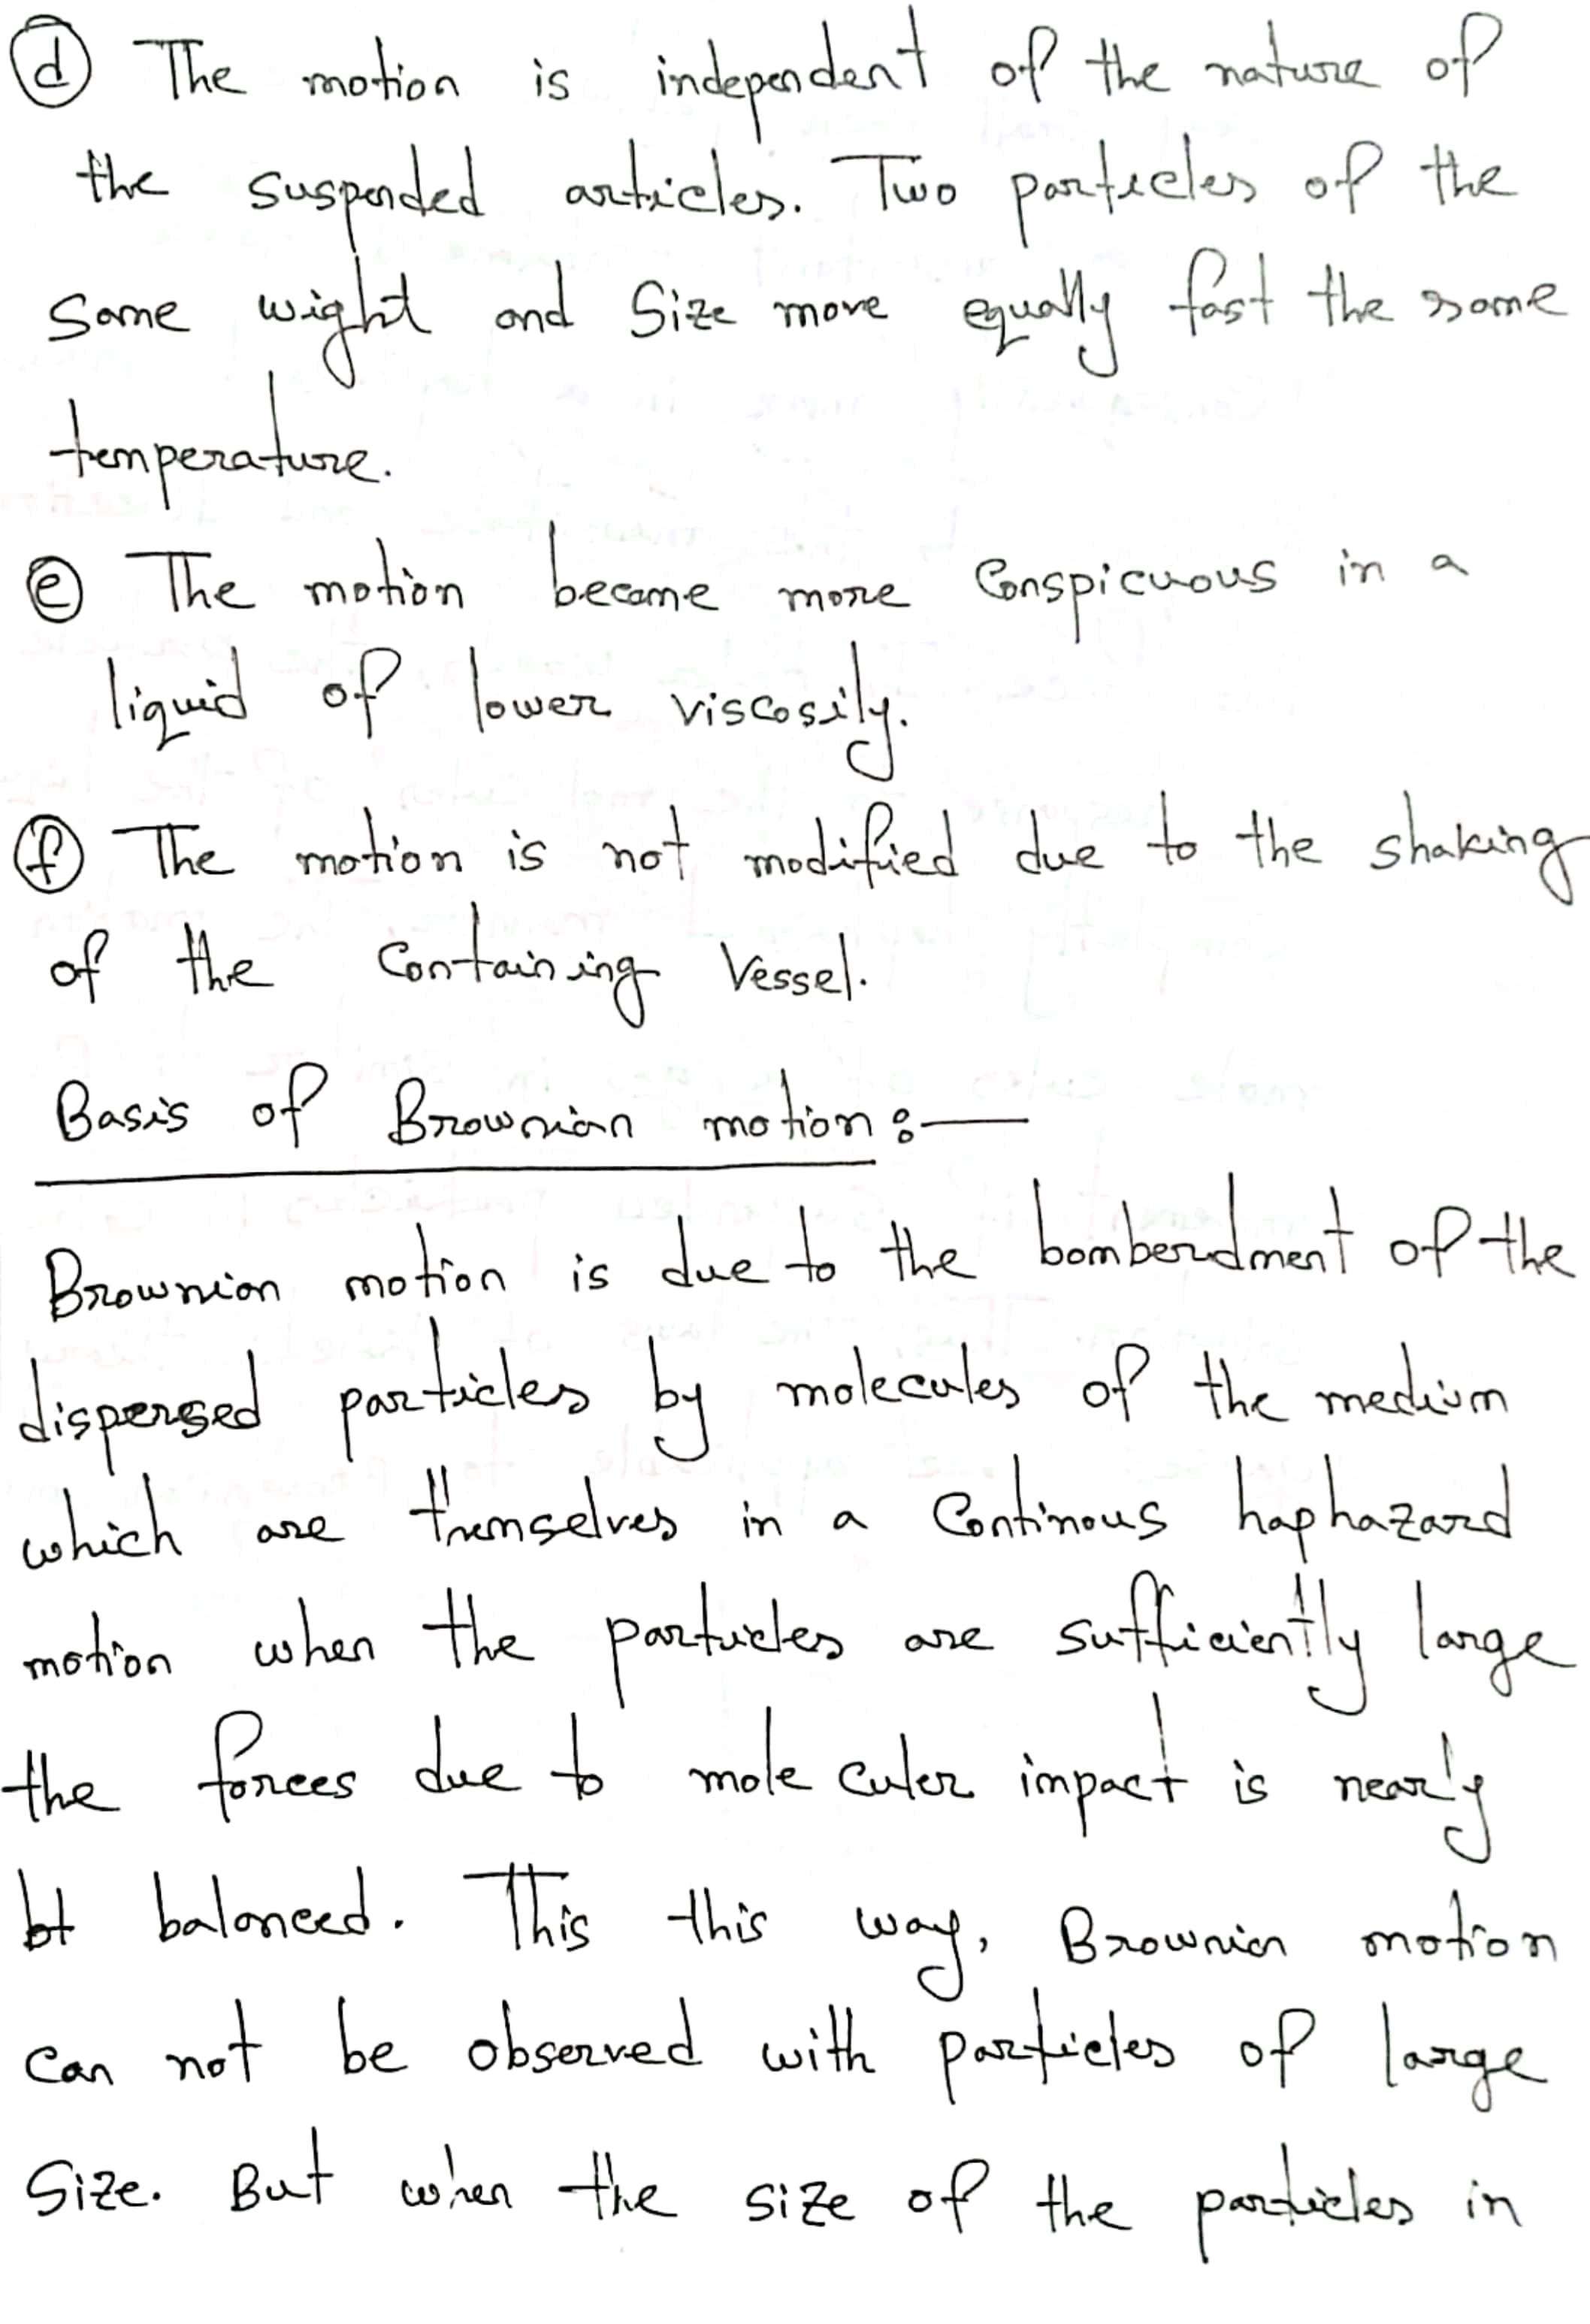 ⓓ The motion is independent of the nature of
the suspended articles. Two particles of the
same wight and Size move equally fast the same
temperature.
ⓔ The motion became more Conspicuous in a
liquid of lower viscosily.
ⓕ The motion is not modified due to the shaking
of the Containing Vessel.
Basis of Brownian motion :—
Brownian motion is due to the bomberdment of the
dispersed particles by molecules of the medium
which are themselves in a Continous haphazard
motion when the particles are sufficiently large
the forces due to mole culer impact is nearly
balanced. This this way, Brownian motion
can not be observed with particles of large
Size. But when the size of the particles in